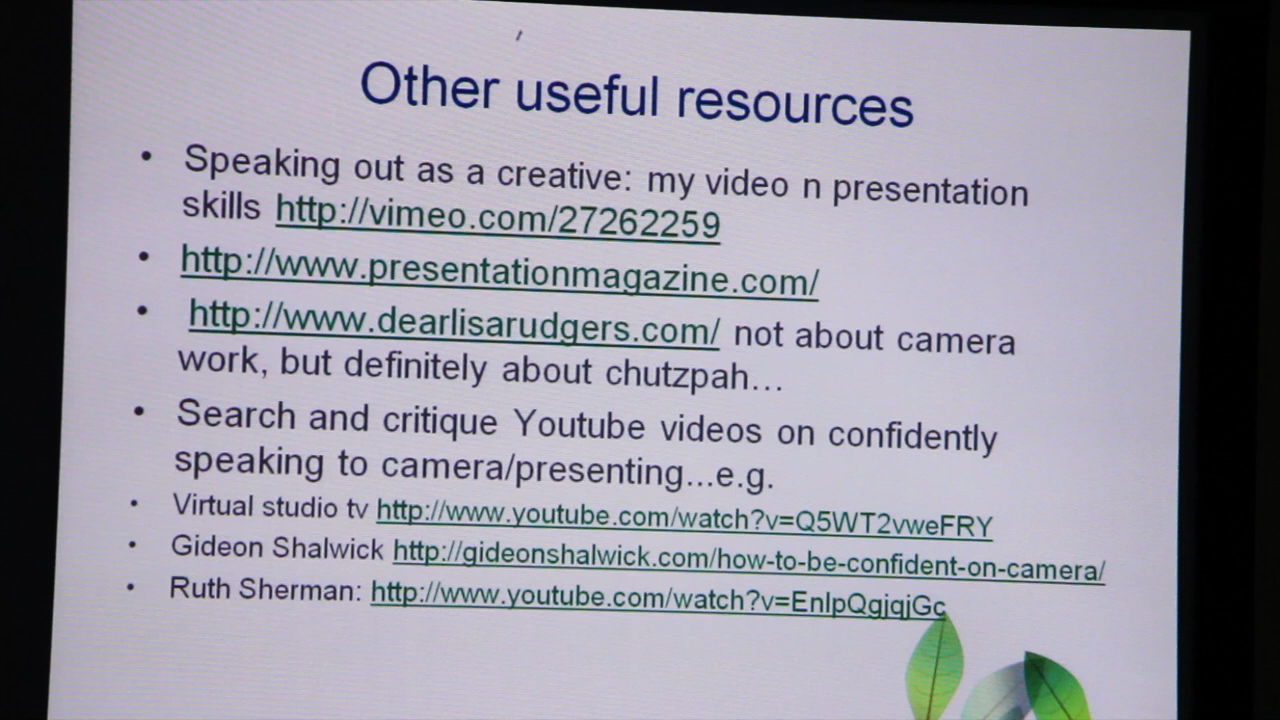 Other useful resources
• Speaking out as a creative: my video n presentation
skills http://vimeo.com/27262259
• http://www.presentationmagazine.com/
• http://www.dearlisarudgers.com/ not about camera
work, but definitely about chutzpah…
• Search and critique Youtube videos on confidently
speaking to camera/presenting...e.g.
• Virtual studio tv http://www.youtube.com/watch?v=Q5WT2vweFRY
• Gideon Shalwick http://gideonshalwick.com/how-to-be-confident-on-camera/
• Ruth Sherman: http://www.youtube.com/watch?v=EnlpQgjqjGc